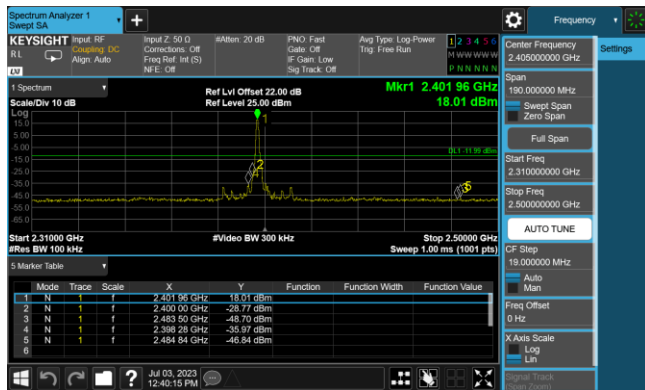 Spectrum Analyzer 1
Swept SA
Frequency
KEYSIGHT
R L
Input: RF
Coupling: DC
Align: Auto
Input Z: 50 Ω
Corrections: Off
Freq Ref: Int (S)
NFE: Off
#Atten: 20 dB
PNO: Fast
Gate: Off
IF Gain: Low
Sig Track: Off
Avg Type: Log-Power
Trig: Free Run
1 2 3 4 5 6
M W W W W W
P N N N N N
1 Spectrum
Scale/Div 10 dB
Ref Lvl Offset 22.00 dB
Ref Level 25.00 dBm
Mkr1 2.401 96 GHz
18.01 dBm
Log
15.0
5.00
-5.00
-15.0
-25.0
-35.0
-45.0
-55.0
-65.0
1
2
5
DL1 -11.99 dBm
Start 2.31000 GHz
#Res BW 100 kHz
#Video BW 300 kHz
Stop 2.50000 GHz
Sweep 1.00 ms (1001 pts)
5 Marker Table
Mode Trace Scale X Y Function Function Width Function Value
1 N 1 f 2.401 96 GHz 18.01 dBm
2 N 1 f 2.400 00 GHz -28.77 dBm
3 N 1 f 2.483 50 GHz -48.70 dBm
4 N 1 f 2.398 28 GHz -35.97 dBm
5 N 1 f 2.484 84 GHz -46.84 dBm
6
Jul 03, 2023
12:40:15 PM
Center Frequency
2.405000000 GHz
Settings
Span
190.000000 MHz
Swept Span
Zero Span
Full Span
Start Freq
2.310000000 GHz
Stop Freq
2.500000000 GHz
AUTO TUNE
CF Step
19.000000 MHz
Auto
Man
Freq Offset
0 Hz
X Axis Scale
Log
Lin
Signal Track
(Span Zoom)